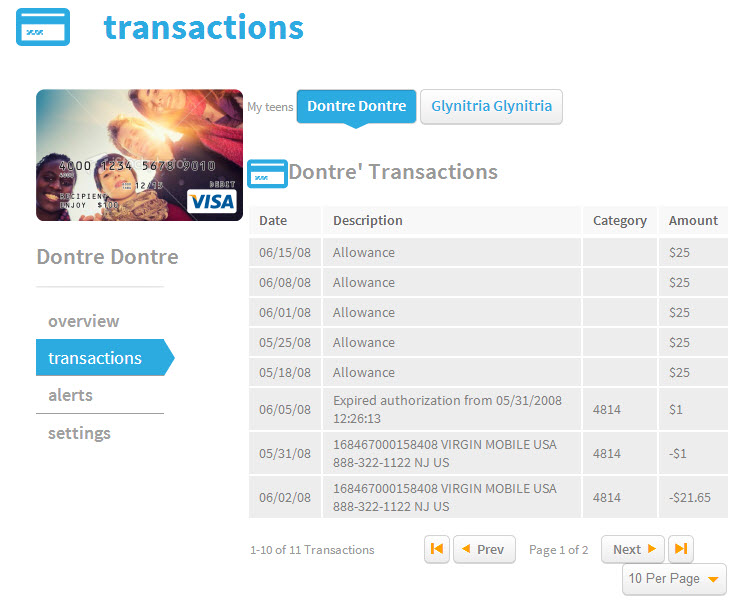 transactions
My teens Dontre Dontre Glynitria Glynitria
4000 1234 5678 9010
4000
12/15
DEBIT
RECIPIENT
ENJOY $100
VISA
Dontre' Transactions
Dontre Dontre
overview
transactions
alerts
settings
Date Description Category Amount
06/15/08 Allowance $25
06/08/08 Allowance $25
06/01/08 Allowance $25
05/25/08 Allowance $25
05/18/08 Allowance $25
06/05/08 Expired authorization from 05/31/2008
12:26:13 4814 $1
05/31/08 168467000158408 VIRGIN MOBILE USA
888-322-1122 NJ US 4814 -$1
06/02/08 168467000158408 VIRGIN MOBILE USA
888-322-1122 NJ US 4814 -$21.65
1-10 of 11 Transactions Prev Page 1 of 2 Next
10 Per Page